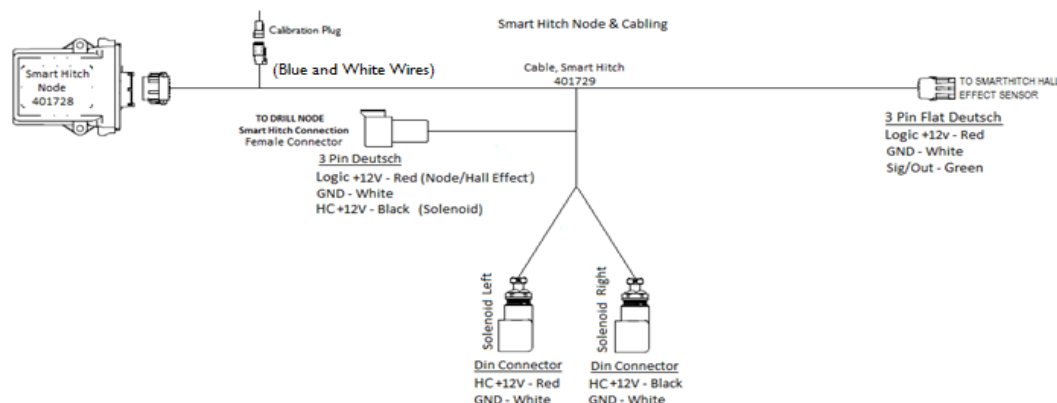 Smart Hitch Node & Cabling
Calibration Plug
(Blue and White Wires)
Smart Hitch
Node
401728
Cable, Smart Hitch
401729
TO SMARTHITCH HALL
EFFECT SENSOR
3 Pin Flat Deutsch
Logic +12v - Red
GND - White
Sig/Out - Green
TO DRILL NODE
Smart Hitch Connection
Female Connector
3 Pin Deutsch
Logic +12V - Red (Node/Hall Effect)
GND - White
HC +12V - Black (Solenoid)
Solenoid Left
Din Connector
HC +12V - Red
GND - White
Solenoid Right
Din Connector
HC +12V - Black
GND - White